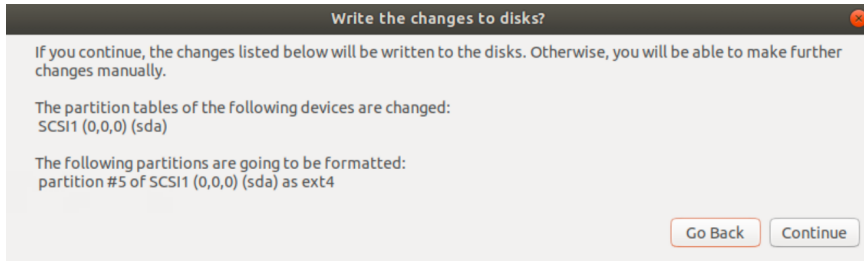 Write the changes to disks?
If you continue, the changes listed below will be written to the disks. Otherwise, you will be able to make further
changes manually.
The partition tables of the following devices are changed:
SCSI1 (0,0,0) (sda)
The following partitions are going to be formatted:
partition #5 of SCSI1 (0,0,0) (sda) as ext4
Go Back Continue